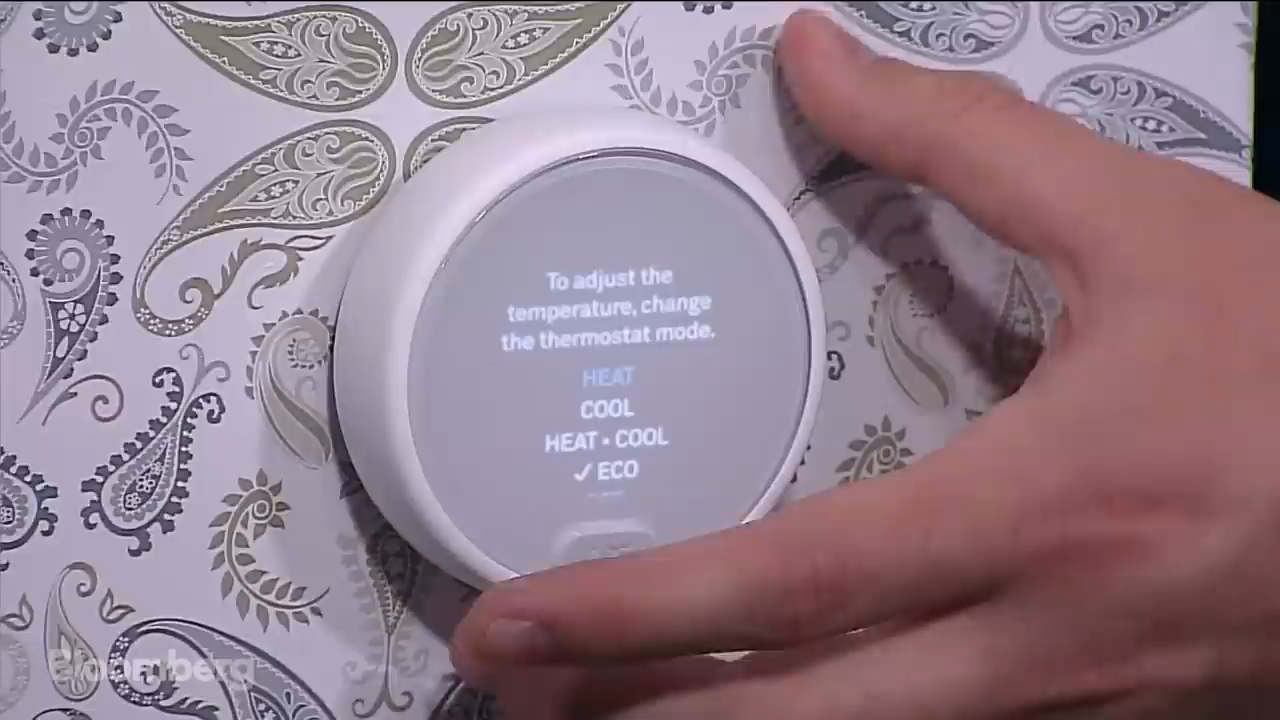 To adjust the
temperature, change
the thermostat mode.
HEAT
COOL
HEAT • COOL
✓ ECO
Bloomberg